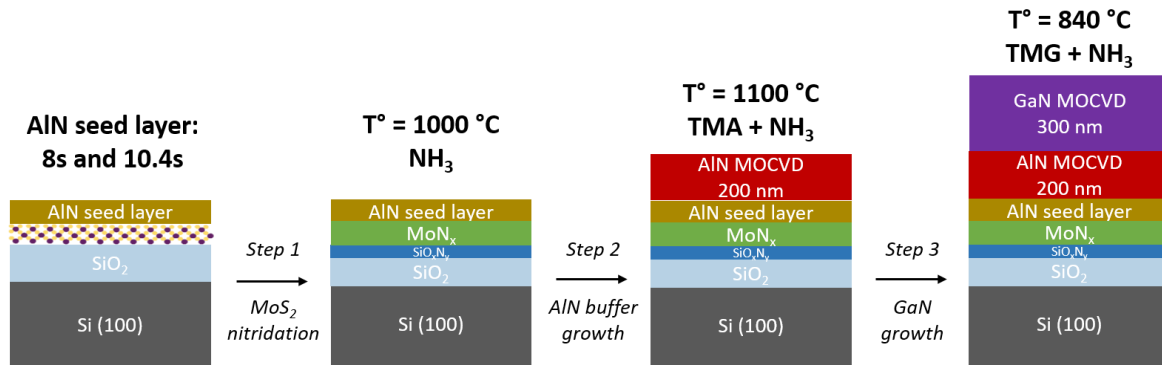 AlN seed layer:
8s and 10.4s
AlN seed layer
SiO₂
Si (100)
Step 1
MoS₂
nitridation
T° = 1000 °C
NH₃
AlN seed layer
MoNₓ
SiOₓNᵧ
SiO₂
Si (100)
Step 2
AlN buffer
growth
T° = 1100 °C
TMA + NH₃
AlN MOCVD
200 nm
AlN seed layer
MoNₓ
SiOₓNᵧ
SiO₂
Si (100)
Step 3
GaN
growth
T° = 840 °C
TMG + NH₃
GaN MOCVD
300 nm
AlN MOCVD
200 nm
AlN seed layer
MoNₓ
SiOₓNᵧ
SiO₂
Si (100)